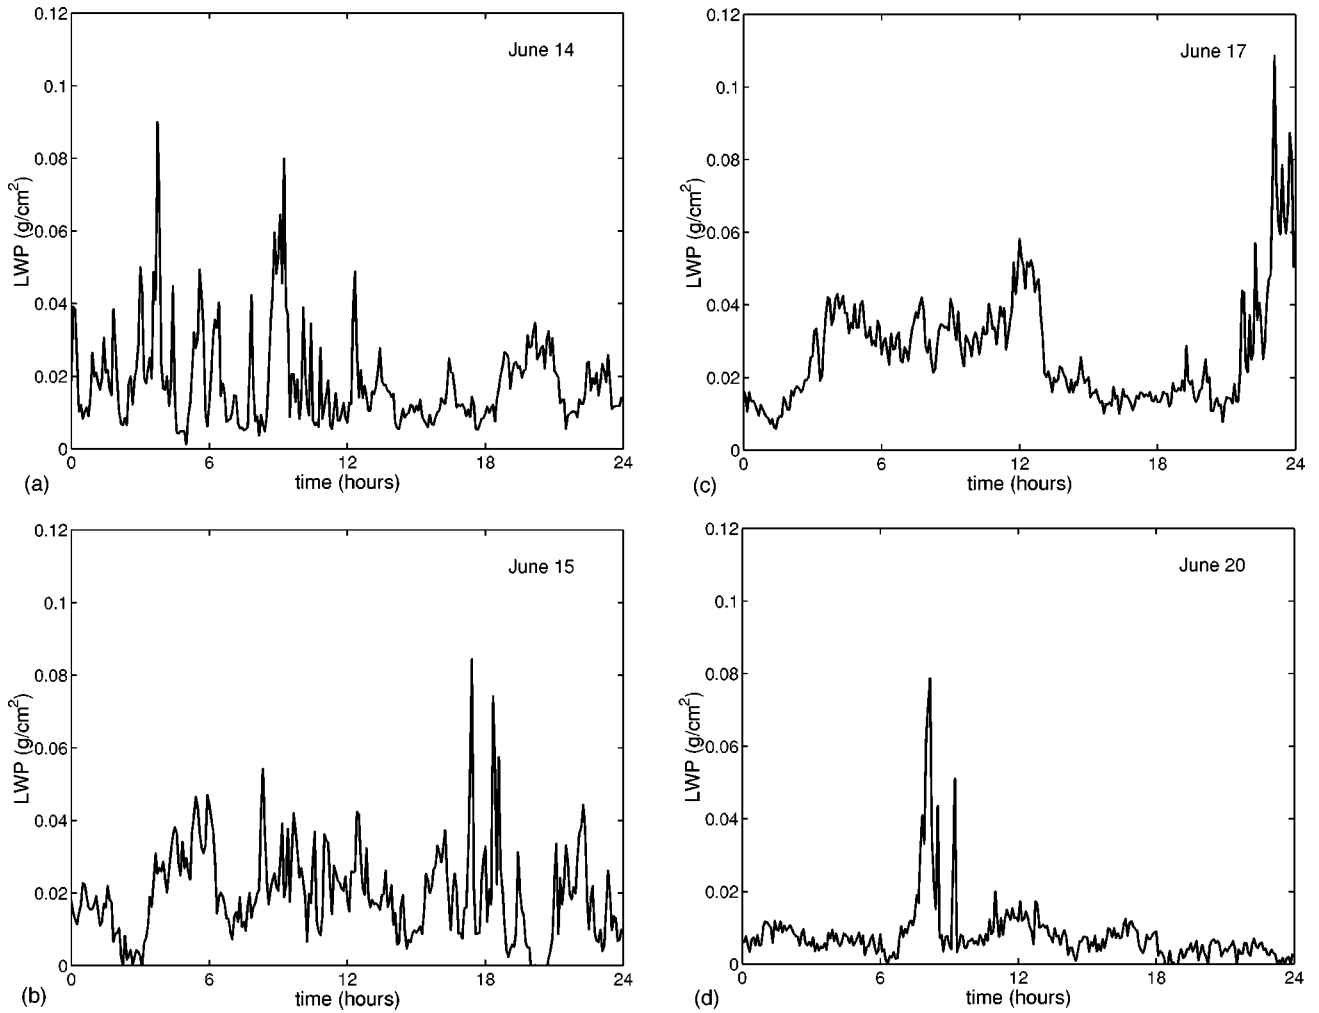 0.12
0.1
0.08
0.06
0.04
0.02
0
LWP (g/cm²)
June 14
0 6 12 18 24
time (hours)
(a)
0.12
0.1
0.08
0.06
0.04
0.02
0
LWP (g/cm²)
June 17
0 6 12 18 24
time (hours)
(c)
0.12
0.1
0.08
0.06
0.04
0.02
0
LWP (g/cm²)
June 15
0 6 12 18 24
time (hours)
(b)
0.12
0.1
0.08
0.06
0.04
0.02
0
LWP (g/cm²)
June 20
0 6 12 18 24
time (hours)
(d)